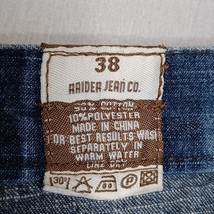 38
RAIDER JEAN CO.
90% COTTON
10% POLYESTER
MADE IN CHINA
FOR BEST RESULTS WASH
SEPARATELY IN
WARM WATER
LINE DRY
30°